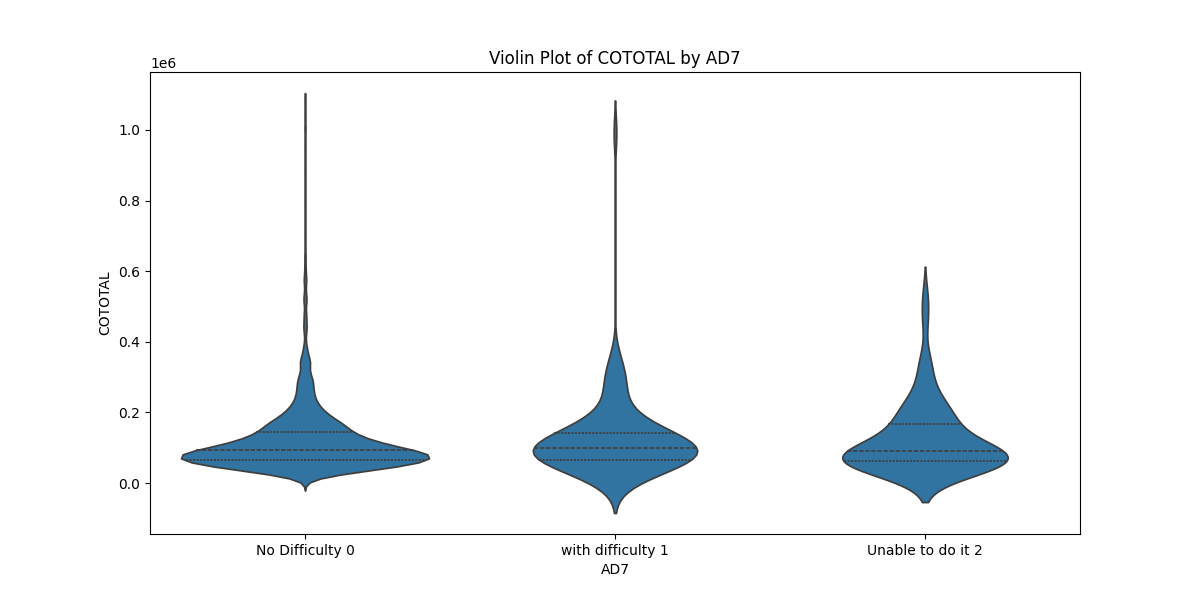 Violin Plot of COTOTAL by AD7
1e6
1.0
0.8
0.6
0.4
0.2
0.0
COTOTAL
No Difficulty 0
with difficulty 1
Unable to do it 2
AD7